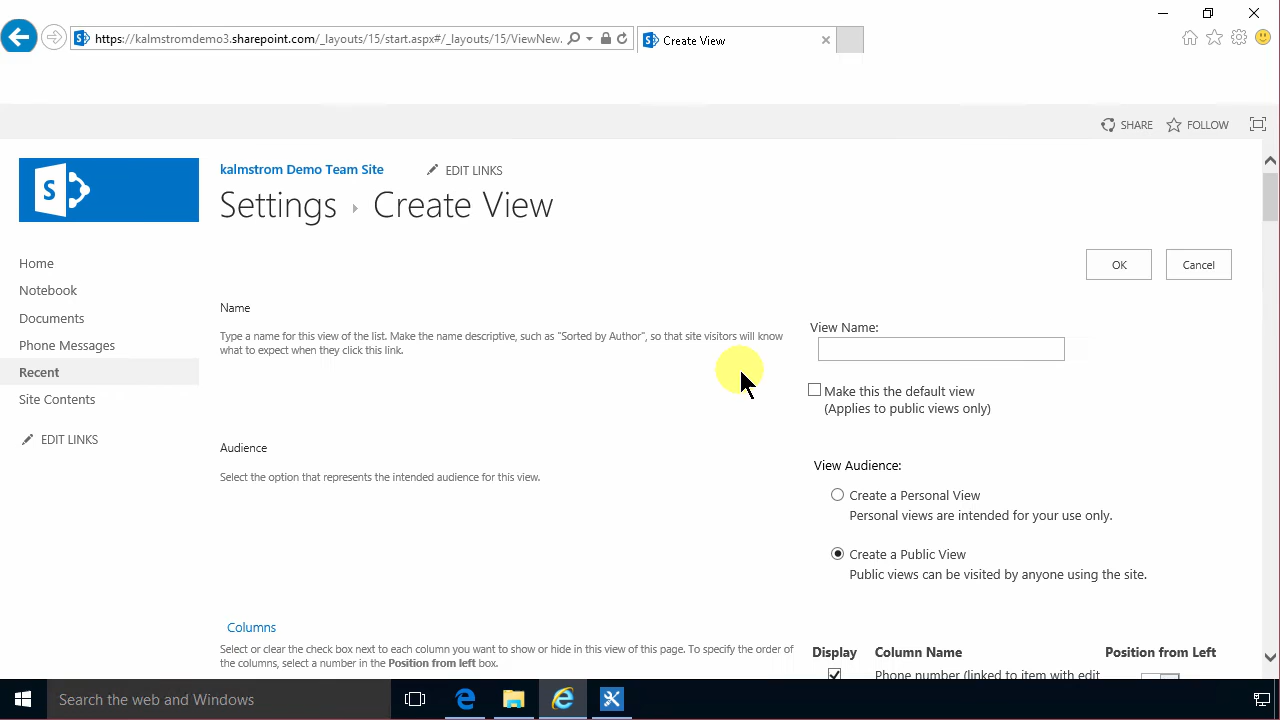 https://kalmstromdemo3.sharepoint.com/_layouts/15/start.aspx#/_layouts/15/ViewNew.
Create View
SHARE
FOLLOW
kalmstrom Demo Team Site
EDIT LINKS
Settings
Create View
Home
Notebook
Documents
Phone Messages
Recent
Site Contents
EDIT LINKS
OK
Cancel
Name
Type a name for this view of the list. Make the name descriptive, such as "Sorted by Author", so that site visitors will know
what to expect when they click this link.
View Name:
Make this the default view
(Applies to public views only)
Audience
Select the option that represents the intended audience for this view.
View Audience:
Create a Personal View
Personal views are intended for your use only.
Create a Public View
Public views can be visited by anyone using the site.
Columns
Select or clear the check box next to each column you want to show or hide in this view of this page. To specify the order of
the columns, select a number in the Position from left box.
Display
Column Name
Position from Left
Phone number (linked to item with edit
Search the web and Windows